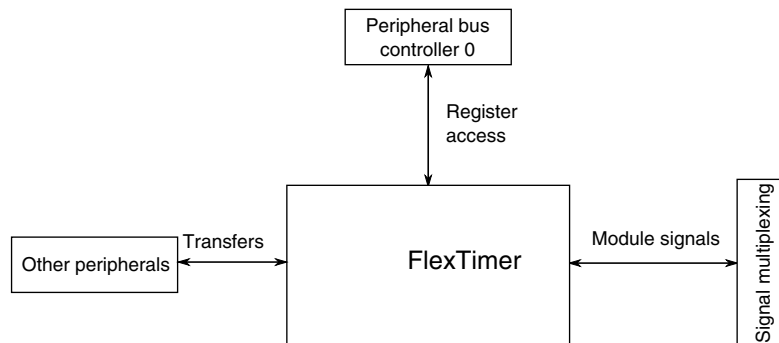 Peripheral bus
controller 0
Register
access
Transfers
Other peripherals
FlexTimer
Module signals
Signal multiplexing